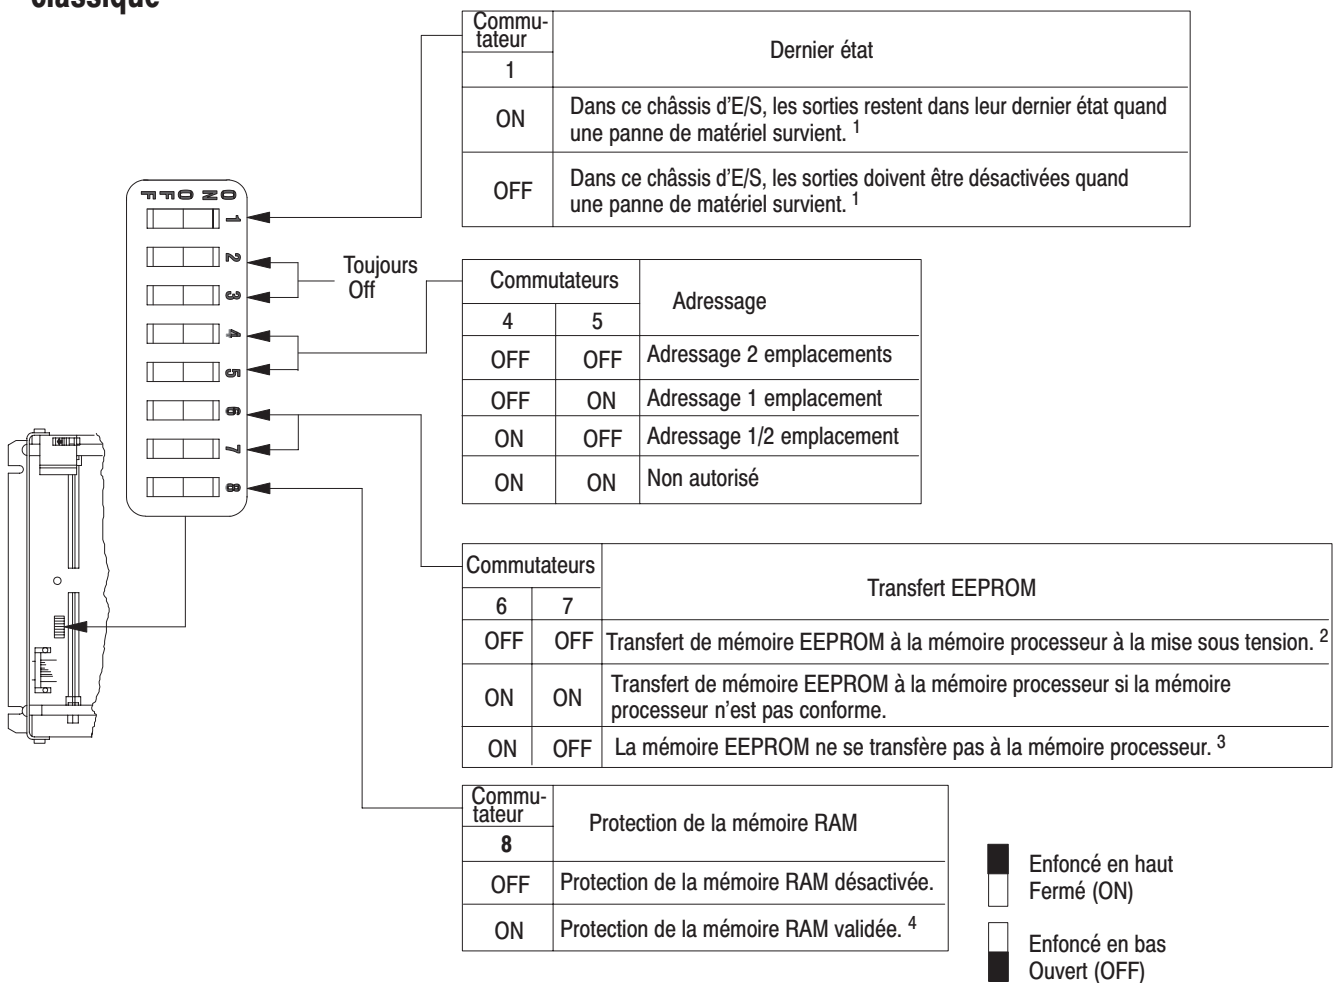 classique
Commu-
tateur
1
Dernier état
ON
Dans ce châssis d'E/S, les sorties restent dans leur dernier état quand
une panne de matériel survient. 1
OFF
Dans ce châssis d'E/S, les sorties doivent être désactivées quand
une panne de matériel survient. 1
ON OFF
1
2
3
4
5
6
7
8
Toujours
Off
Commutateurs
Adressage
4 5
OFF OFF Adressage 2 emplacements
OFF ON Adressage 1 emplacement
ON OFF Adressage 1/2 emplacement
ON ON Non autorisé
Commutateurs
Transfert EEPROM
6 7
OFF OFF Transfert de mémoire EEPROM à la mémoire processeur à la mise sous tension. 2
ON ON
Transfert de mémoire EEPROM à la mémoire processeur si la mémoire
processeur n'est pas conforme.
ON OFF La mémoire EEPROM ne se transfère pas à la mémoire processeur. 3
Commu-
tateur
8
Protection de la mémoire RAM
OFF Protection de la mémoire RAM désactivée.
ON Protection de la mémoire RAM validée. 4
Enfoncé en haut
Fermé (ON)
Enfoncé en bas
Ouvert (OFF)